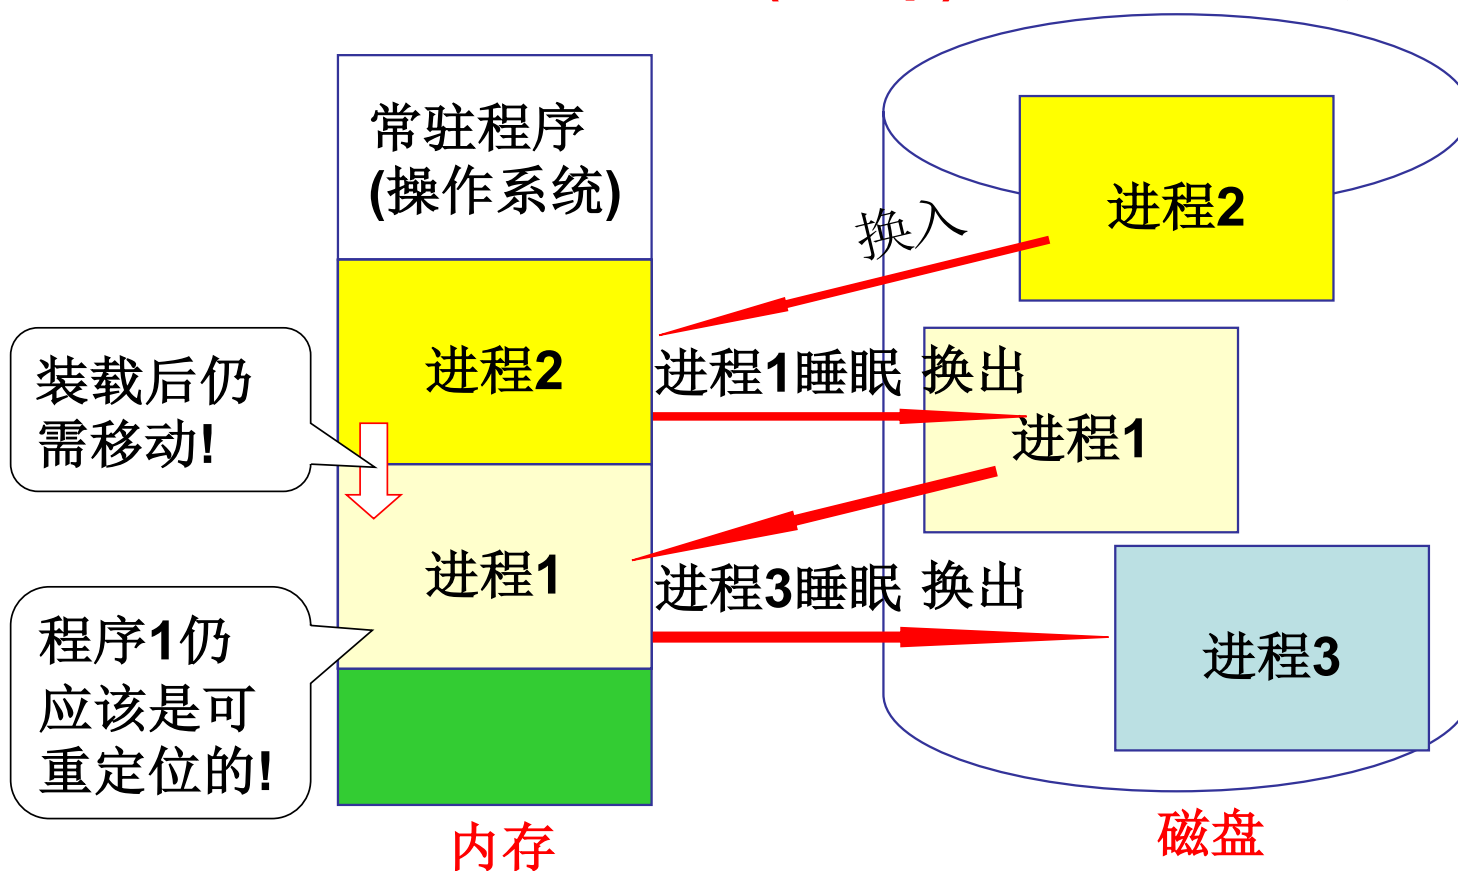 常驻程序
(操作系统)
进程2
换入
装载后仍
需移动!
进程2
进程1睡眠 换出
进程1
进程1
进程3睡眠 换出
程序1仍
应该是可
重定位的!
进程3
内存
磁盘